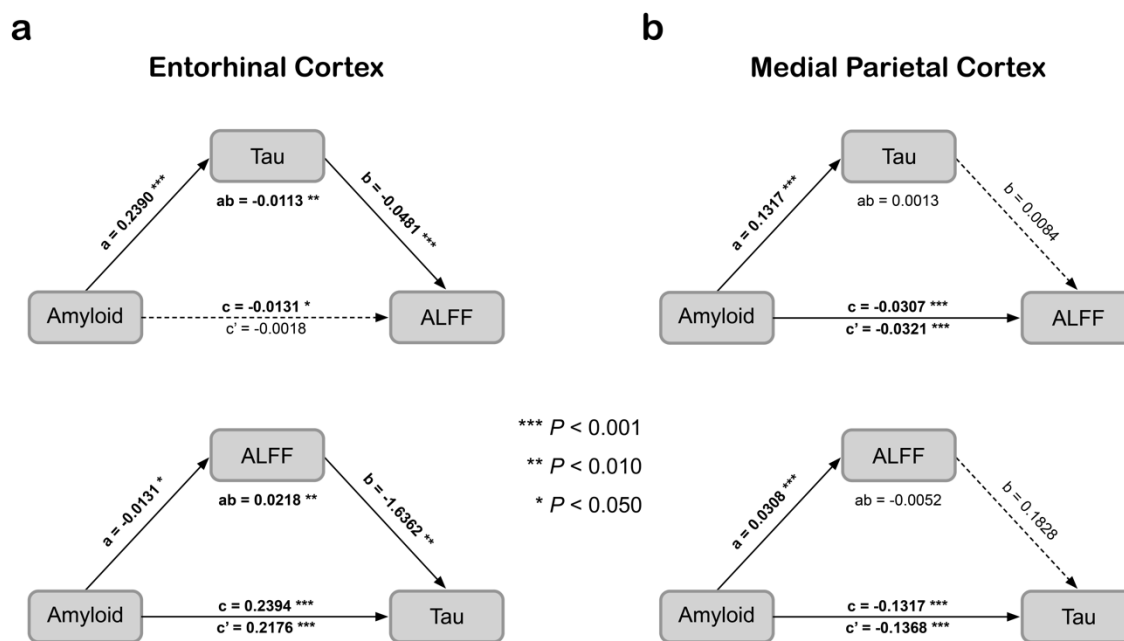 a
Entorhinal Cortex
Tau
a = 0.2390 ***
ab = -0.0113 **
b = -0.0481 ***
Amyloid
c = -0.0131 *
c' = -0.0018
ALFF
ALFF
a = -0.0131 *
ab = 0.0218 **
b = -1.6362 **
Amyloid
c = 0.2394 ***
c' = 0.2176 ***
Tau
*** P < 0.001
** P < 0.010
* P < 0.050
b
Medial Parietal Cortex
Tau
a = 0.1317 ***
ab = 0.0013
b = 0.0084
Amyloid
c = -0.0307 ***
c' = -0.0321 ***
ALFF
ALFF
a = 0.0308 ***
ab = -0.0052
b = 0.1828
Amyloid
c = -0.1317 ***
c' = -0.1368 ***
Tau